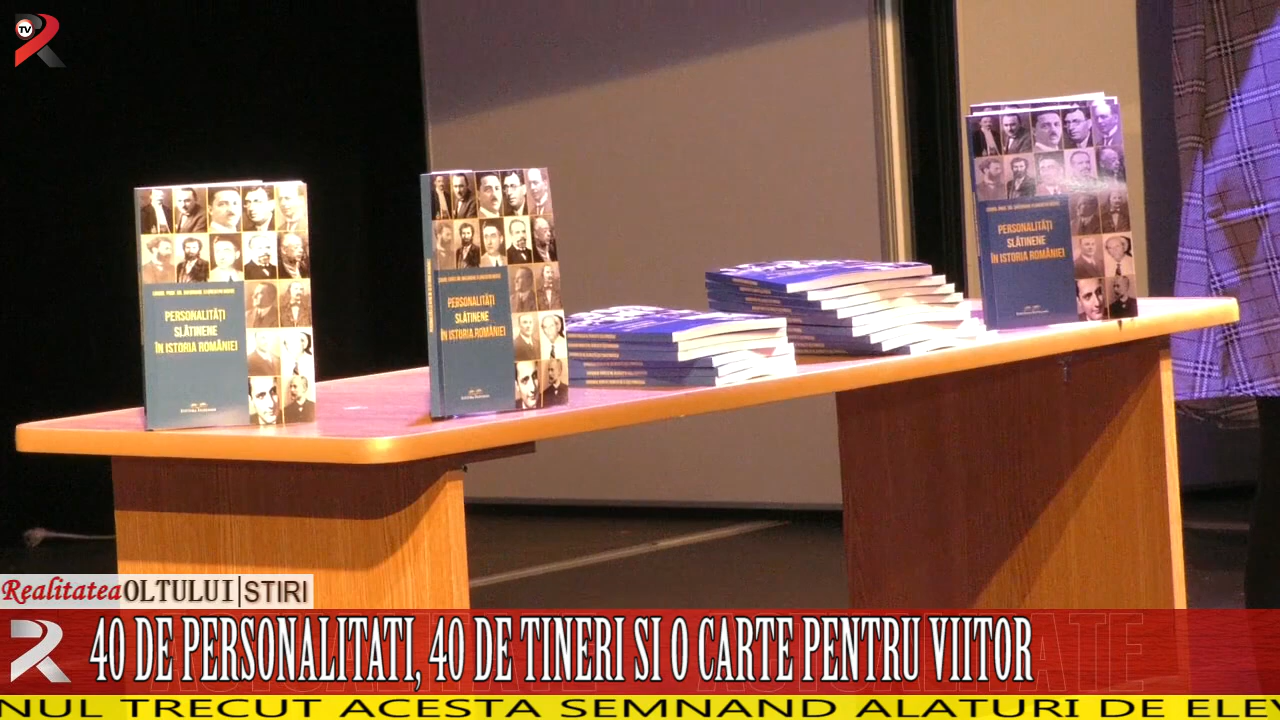 TV
PERSONALITĂȚI
SLĂTINENE
ÎN ISTORIA ROMÂNIEI
PERSONALITĂȚI
SLĂTINENE
ÎN ISTORIA ROMÂNIEI
PERSONALITĂȚI
SLĂTINENE
ÎN ISTORIA ROMÂNIEI
Realitatea OLTULUI | STIRI
40 DE PERSONALITATI, 40 DE TINERI SI O CARTE PENTRU VIITOR
NUL TRECUT ACESTA SEMNAND ALATURI DE ELEV